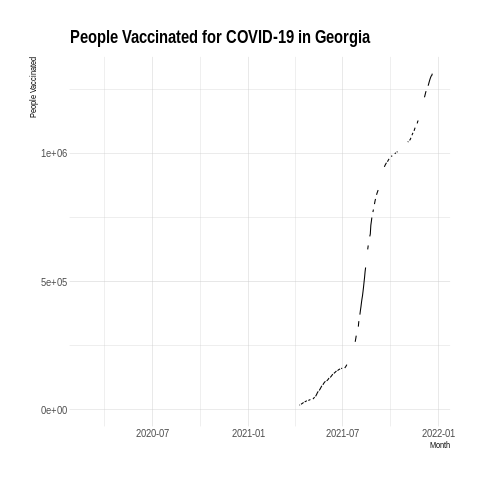 People Vaccinated for COVID-19 in Georgia
People Vaccinated
1e+06
5e+05
0e+00
2020-07 2021-01 2021-07 2022-01
Month